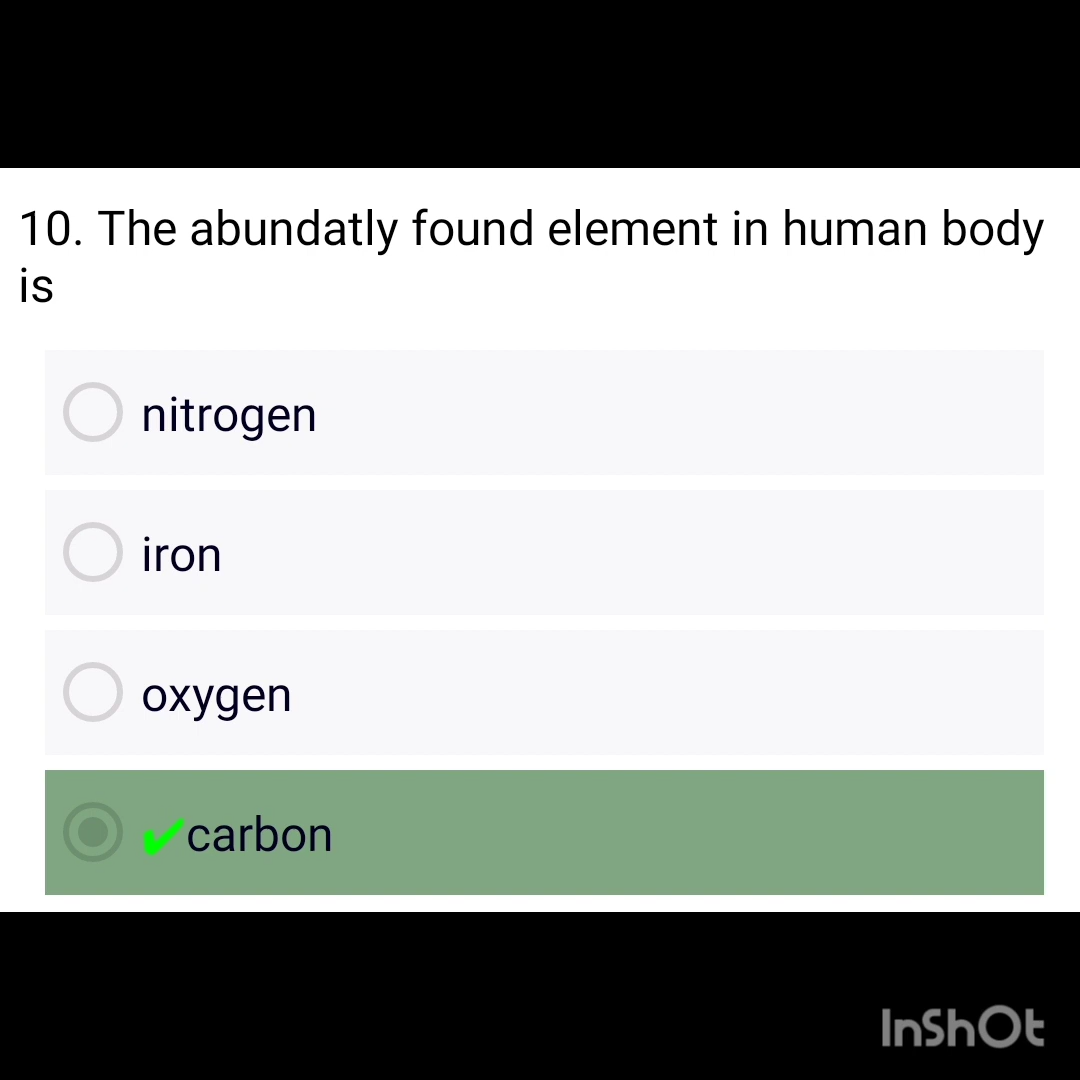 10. The abundatly found element in human body
is
nitrogen
iron
oxygen
✔carbon
InShOt